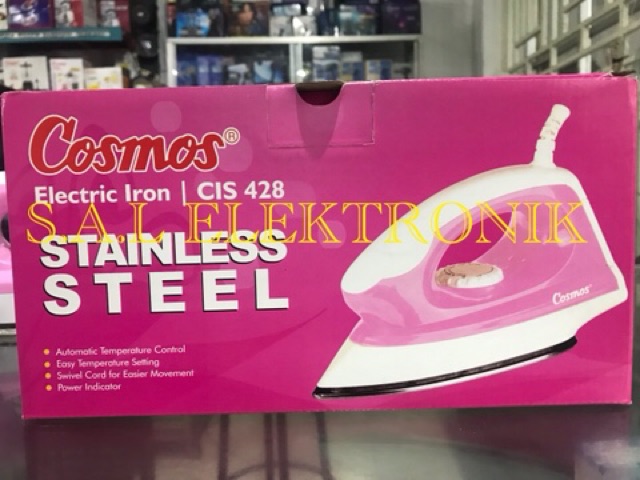 Cosmos®
Electric Iron | CIS 428
S.A.L ELEKTRONIK
STAINLESS
STEEL
Cosmos
• Automatic Temperature Control
• Easy Temperature Setting
• Swivel Cord for Easier Movement
• Power Indicator